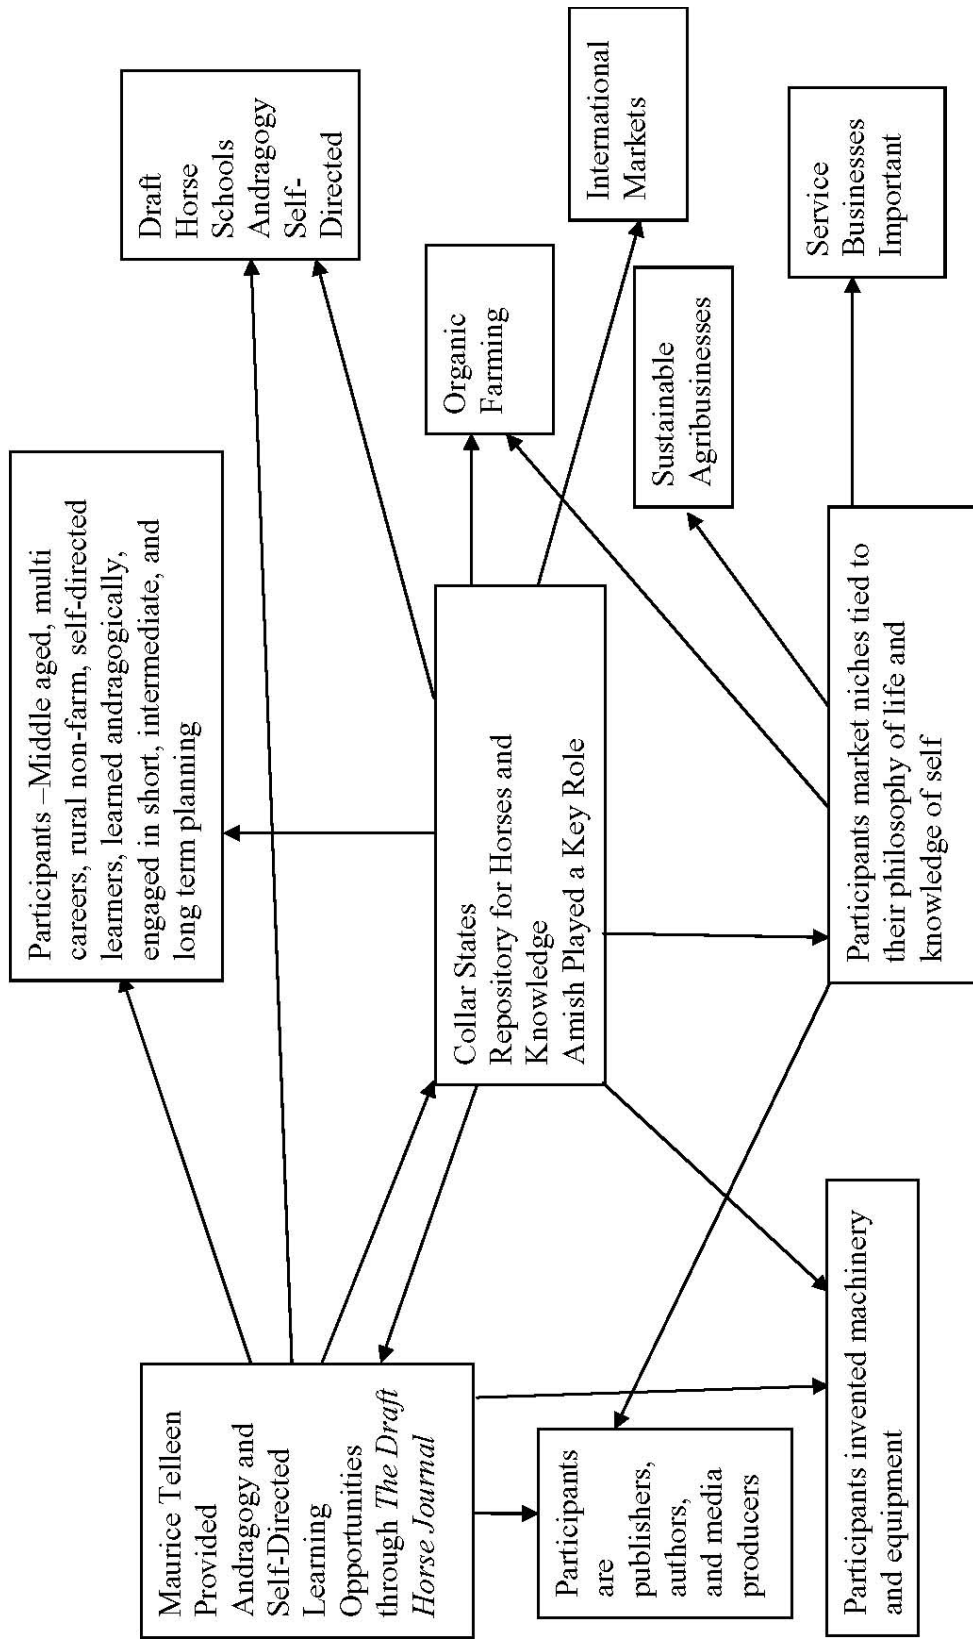 Maurice Telleen
Provided
Andragogy and
Self-Directed
Learning
Opportunities
through The Draft
Horse Journal
Participants
are
publishers,
authors,
and media
producers
Participants invented machinery
and equipment
Participants –Middle aged, multi
careers, rural non-farm, self-directed
learners, learned andragogically,
engaged in short, intermediate, and
long term planning
Collar States
Repository for Horses and
Knowledge
Amish Played a Key Role
Participants market niches tied to
their philosophy of life and
knowledge of self
Draft
Horse
Schools
Andragogy
Self-
Directed
Organic
Farming
International
Markets
Sustainable
Agribusinesses
Service
Businesses
Important